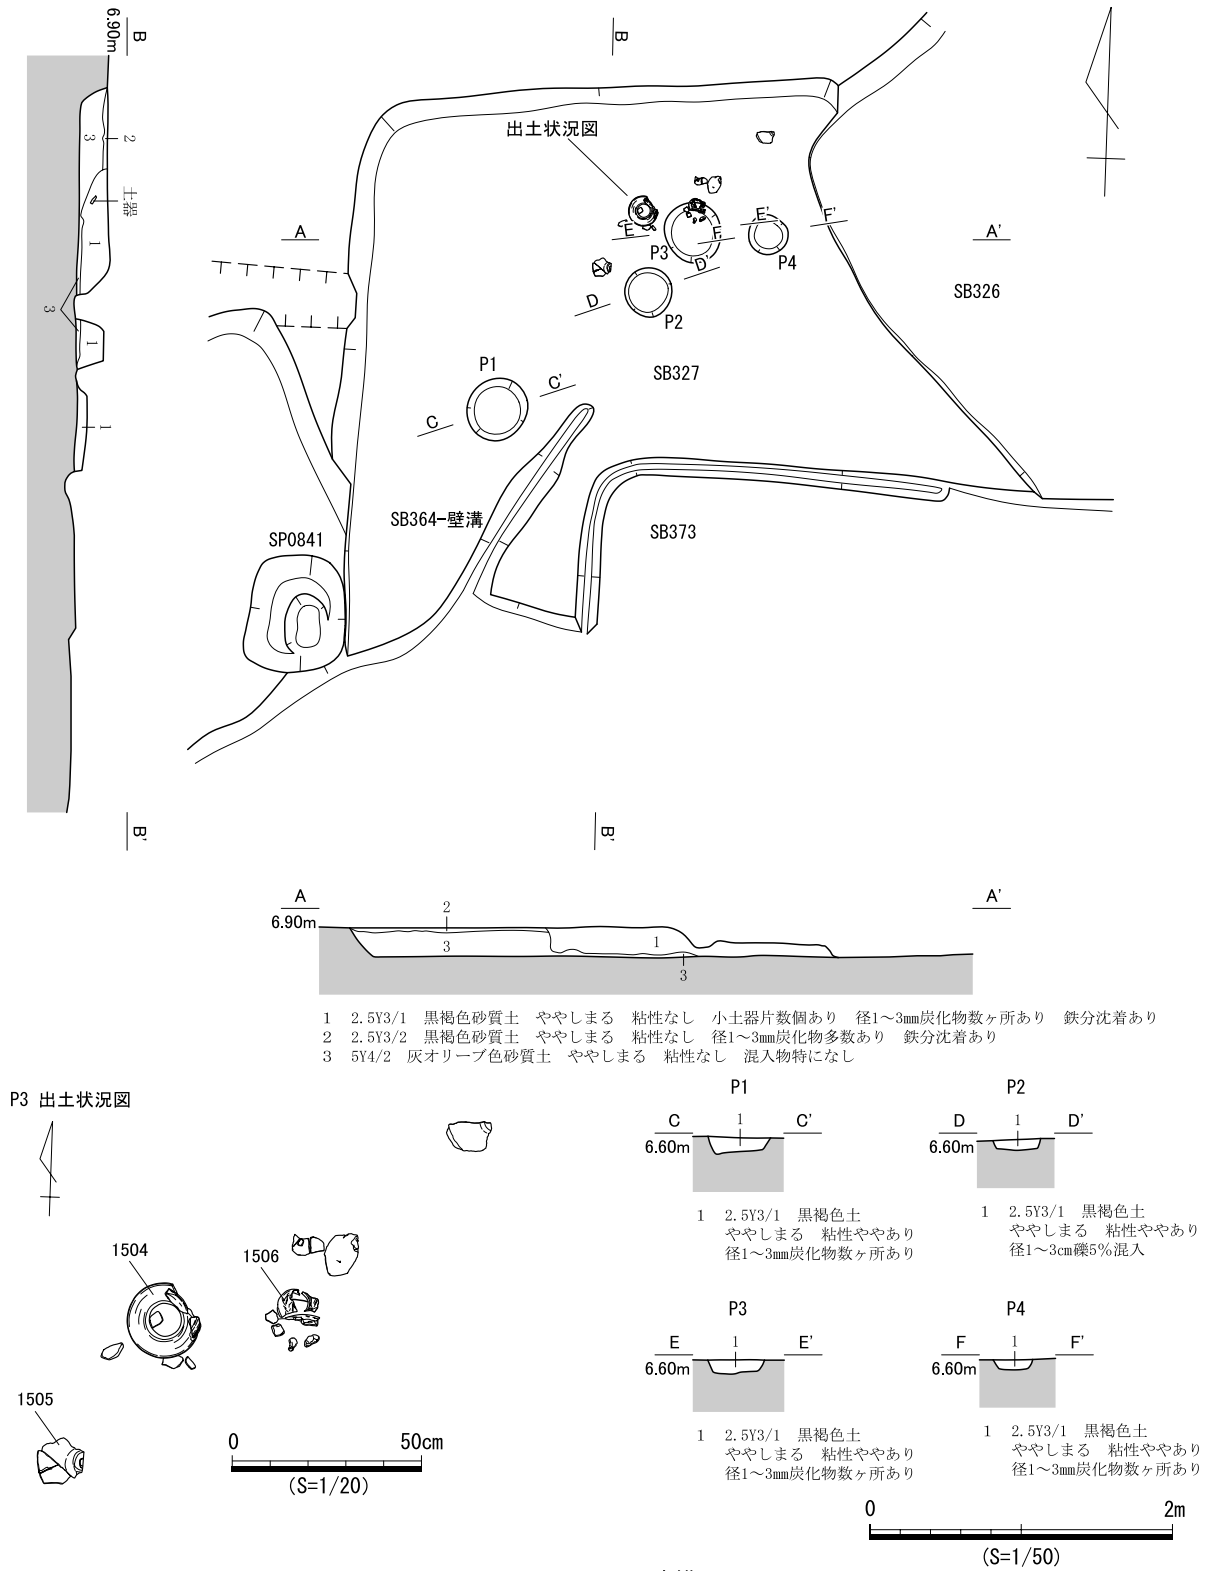 6.90m
B
B
出土状況図
3
2
土器
1
3
1
1
A
A'
E
E'
F
F'
P3
P4
D
D'
P2
SB326
SB327
P1
C
C'
SB364-壁溝
SB373
SP0841
B'
B'
A
A'
6.90m
2
3
1
3
1 2.5Y3/1 黒褐色砂質土 ややしまる 粘性なし 小土器片数個あり 径1～3㎜炭化物数ヶ所あり 鉄分沈着あり
2 2.5Y3/2 黒褐色砂質土 ややしまる 粘性なし 径1～3㎜炭化物多数あり 鉄分沈着あり
3 5Y4/2 灰オリーブ色砂質土 ややしまる 粘性なし 混入物特になし
P3 出土状況図
1504
1506
1505
0 50cm
(S=1/20)
P1
C 1 C'
6.60m
1 2.5Y3/1 黒褐色土
ややしまる 粘性ややあり
径1～3㎜炭化物数ヶ所あり
P2
D 1 D'
6.60m
1 2.5Y3/1 黒褐色土
ややしまる 粘性ややあり
径1～3㎝礫5%混入
P3
E 1 E'
6.60m
1 2.5Y3/1 黒褐色土
ややしまる 粘性ややあり
径1～3㎜炭化物数ヶ所あり
P4
F 1 F'
6.60m
1 2.5Y3/1 黒褐色土
ややしまる 粘性ややあり
径1～3㎜炭化物数ヶ所あり
0 2m
(S=1/50)